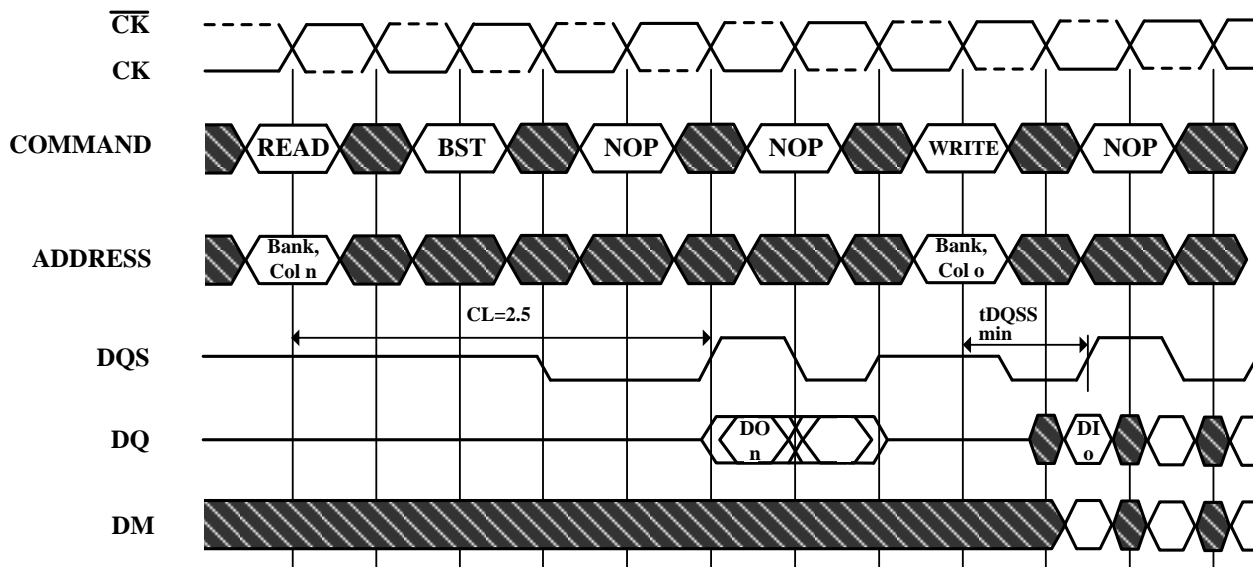 CK
CK
COMMAND
READ
BST
NOP
NOP
WRITE
NOP
ADDRESS
Bank,
Col n
Bank,
Col o
CL=2.5
tDQSS
min
DQS
DQ
DO
n
DI
o
DM